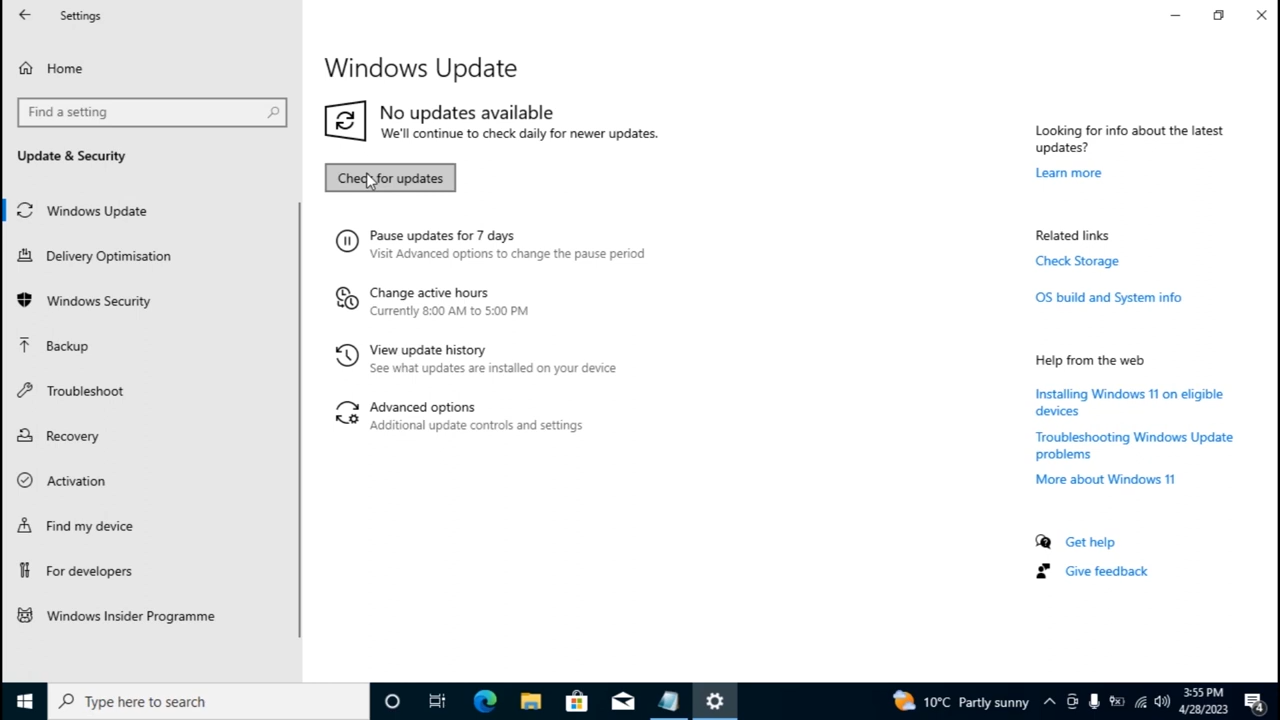 Settings
Home
Find a setting
Update & Security
Windows Update
Delivery Optimisation
Windows Security
Backup
Troubleshoot
Recovery
Activation
Find my device
For developers
Windows Insider Programme
Windows Update
No updates available
We'll continue to check daily for newer updates.
Check for updates
Pause updates for 7 days
Visit Advanced options to change the pause period
Change active hours
Currently 8:00 AM to 5:00 PM
View update history
See what updates are installed on your device
Advanced options
Additional update controls and settings
Looking for info about the latest
updates?
Learn more
Related links
Check Storage
OS build and System info
Help from the web
Installing Windows 11 on eligible
devices
Troubleshooting Windows Update
problems
More about Windows 11
Get help
Give feedback
Type here to search
10°C Partly sunny
3:55 PM
4/28/2023
4